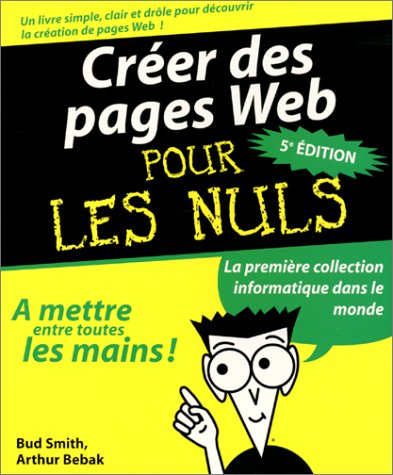 Un livre simple, clair et drôle pour découvrir
la création de pages Web !
Créer des
pages Web
POUR
LES NULS
5e ÉDITION
La première collection
informatique dans le
monde
A mettre
entre toutes
les mains !
Bud Smith,
Arthur Bebak